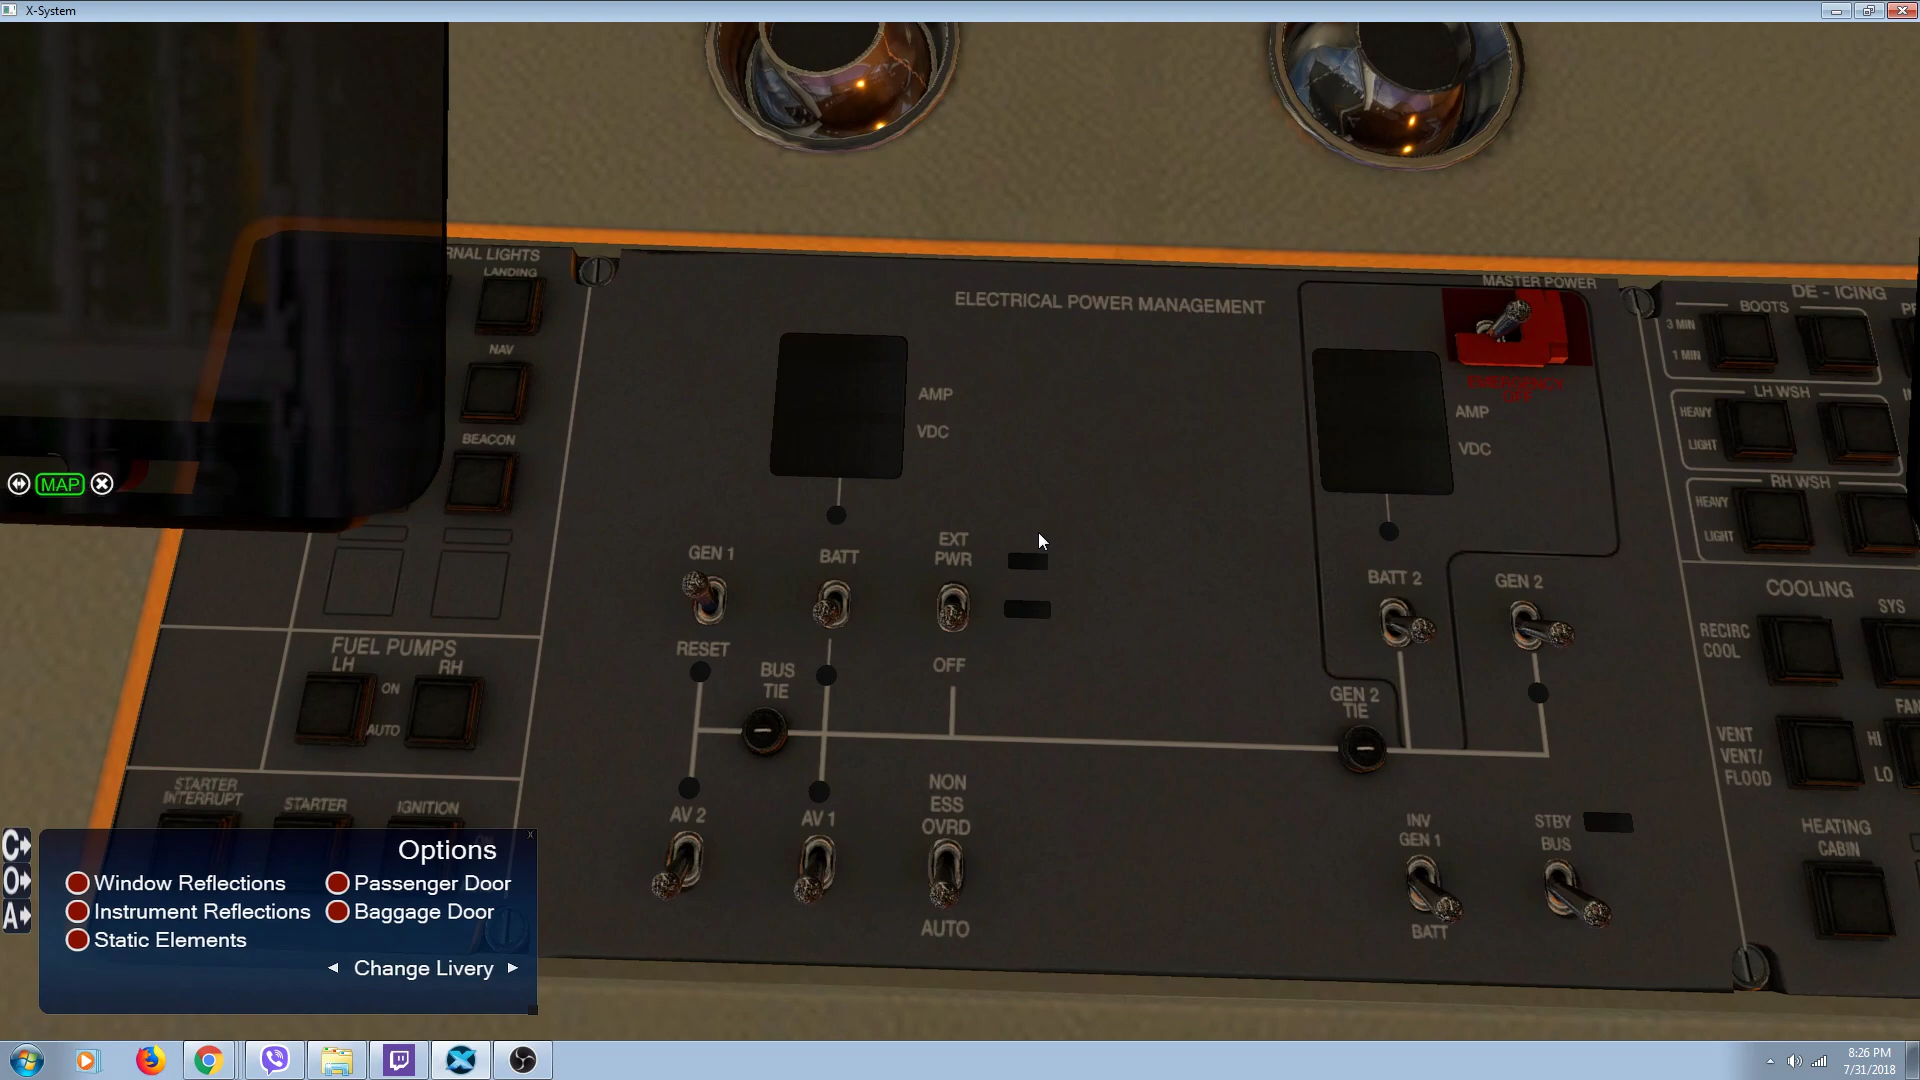 X-System
RNAL LIGHTS
LANDING
NAV
BEACON
MAP
ELECTRICAL POWER MANAGEMENT
AMP
VDC
MASTER POWER
EMERGENCY
OFF
AMP
VDC
DE - ICING
BOOTS
3 MIN
1 MIN
LH WSH
HEAVY
LIGHT
RH WSH
HEAVY
LIGHT
GEN 1
BATT
EXT
PWR
RESET
OFF
BUS
TIE
BATT 2
GEN 2
GEN 2
TIE
COOLING
SYS
RECIRC
COOL
FAN
VENT
VENT/
FLOOD
HI
LO
FUEL PUMPS
LH
RH
ON
AUTO
STARTER
INTERRUPT
STARTER
IGNITION
AV 2
AV 1
NON
ESS
OVRD
AUTO
INV
GEN 1
BATT
STBY
BUS
HEATING
CABIN
C
O
A
Options
x
Window Reflections
Passenger Door
Instrument Reflections
Baggage Door
Static Elements
Change Livery
8:26 PM
7/31/2018